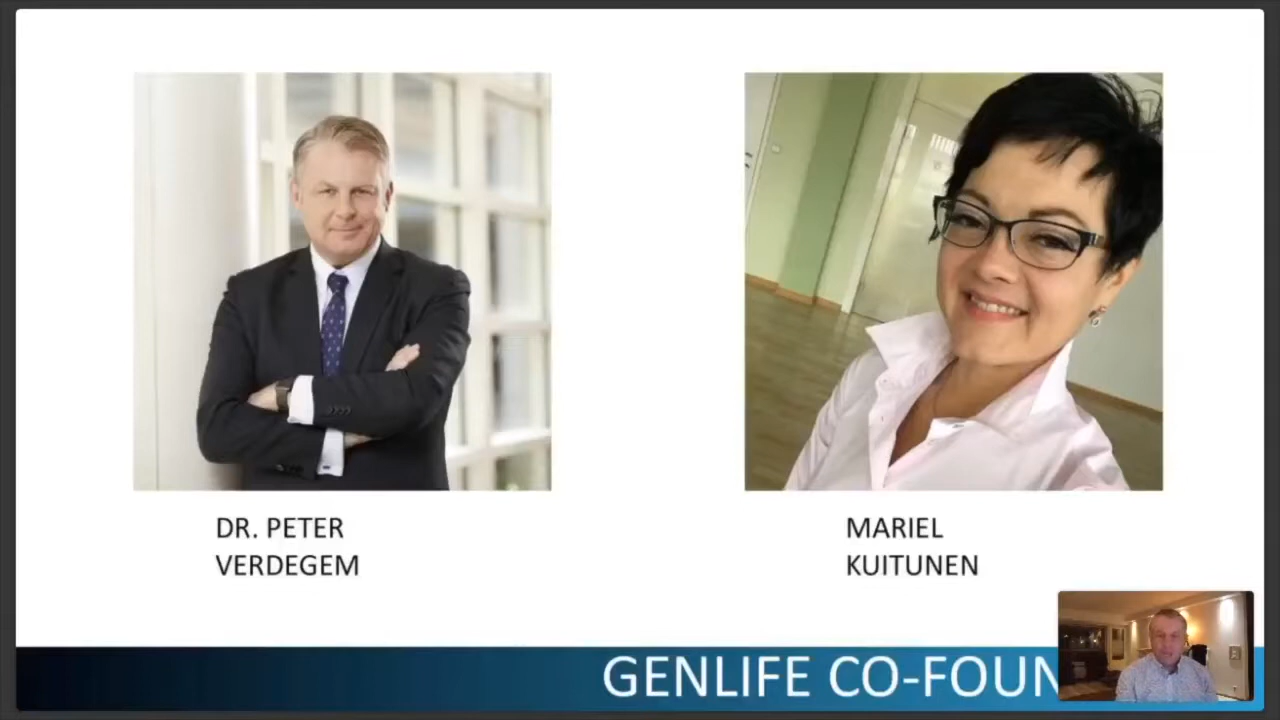 DR. PETER
VERDEGEM
MARIEL
KUITUNEN
GENLIFE CO-FOUN